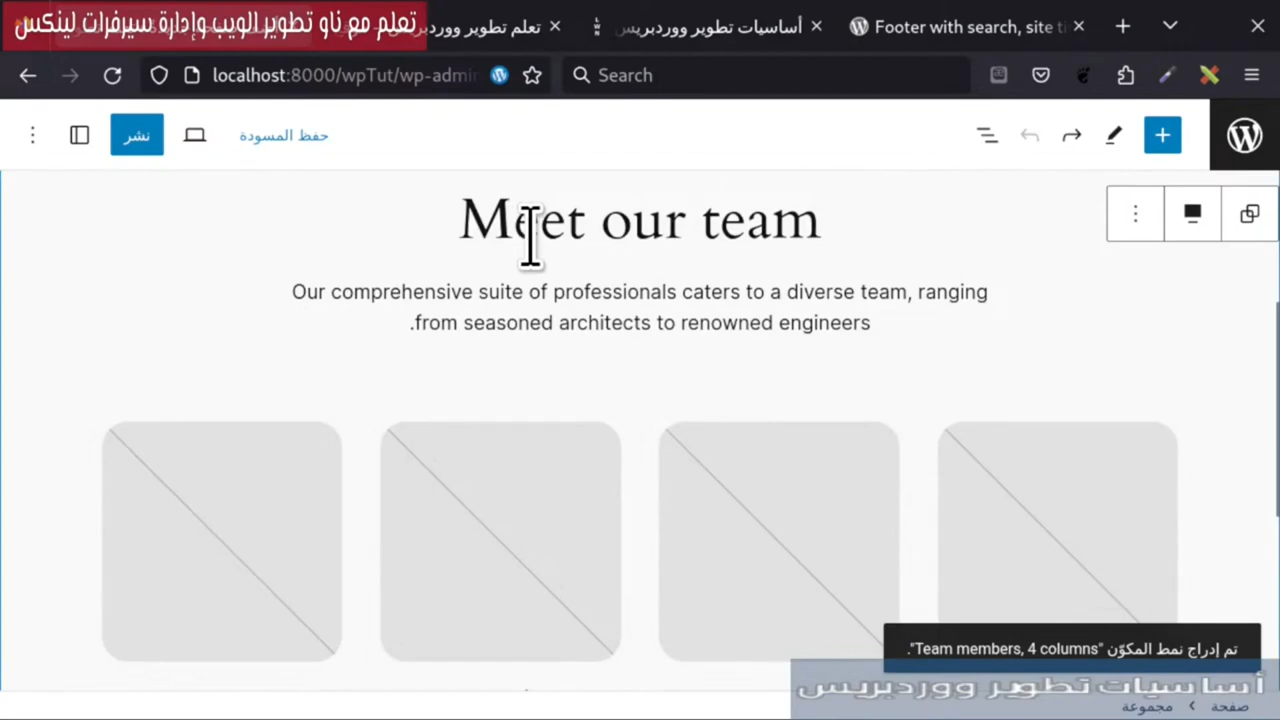 تعلم مع ناو تطوير الويب وإدارة سيرفرات لينكس
تعلم تطوير ووردبريس
أساسيات تطوير ووردبريس
Footer with search, site ti
localhost:8000/wpTut/wp-admin
Search
نشر
حفظ المسودة
Meet our team
Our comprehensive suite of professionals caters to a diverse team, ranging
.from seasoned architects to renowned engineers
تم إدراج نمط المكوّن "Team members, 4 columns".
أساسيات تطوير ووردبريس
صفحة › مجموعة